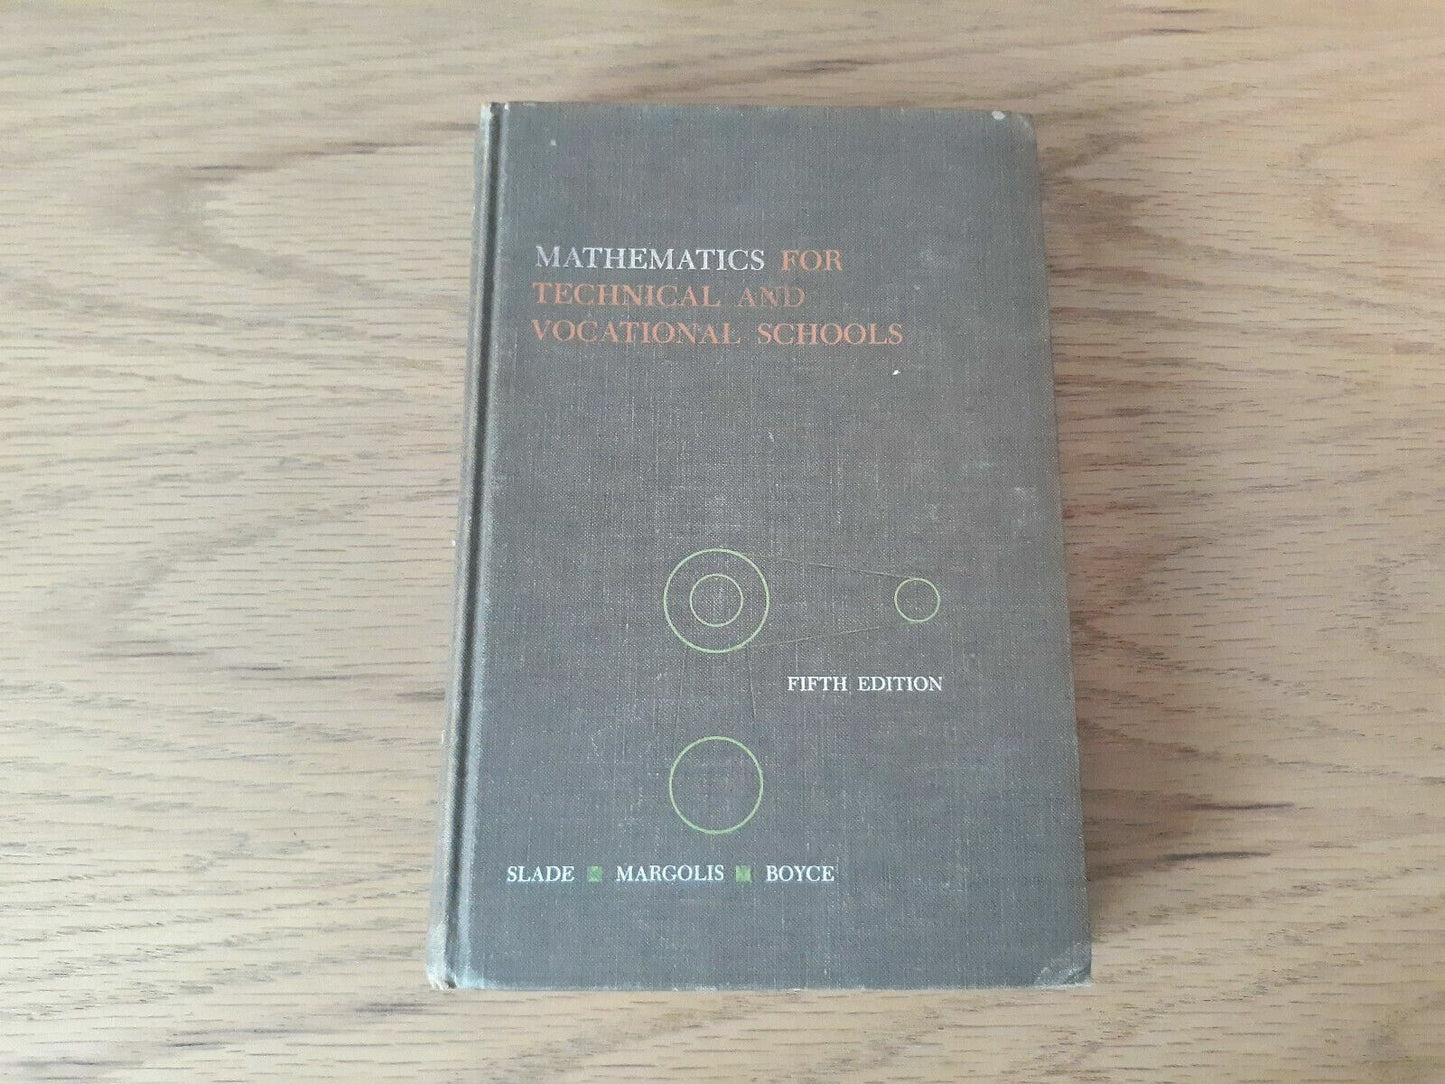 MATHEMATICS FOR
TECHNICAL AND
VOCATIONAL SCHOOLS
FIFTH EDITION
SLADE ■ MARGOLIS ■ BOYCE